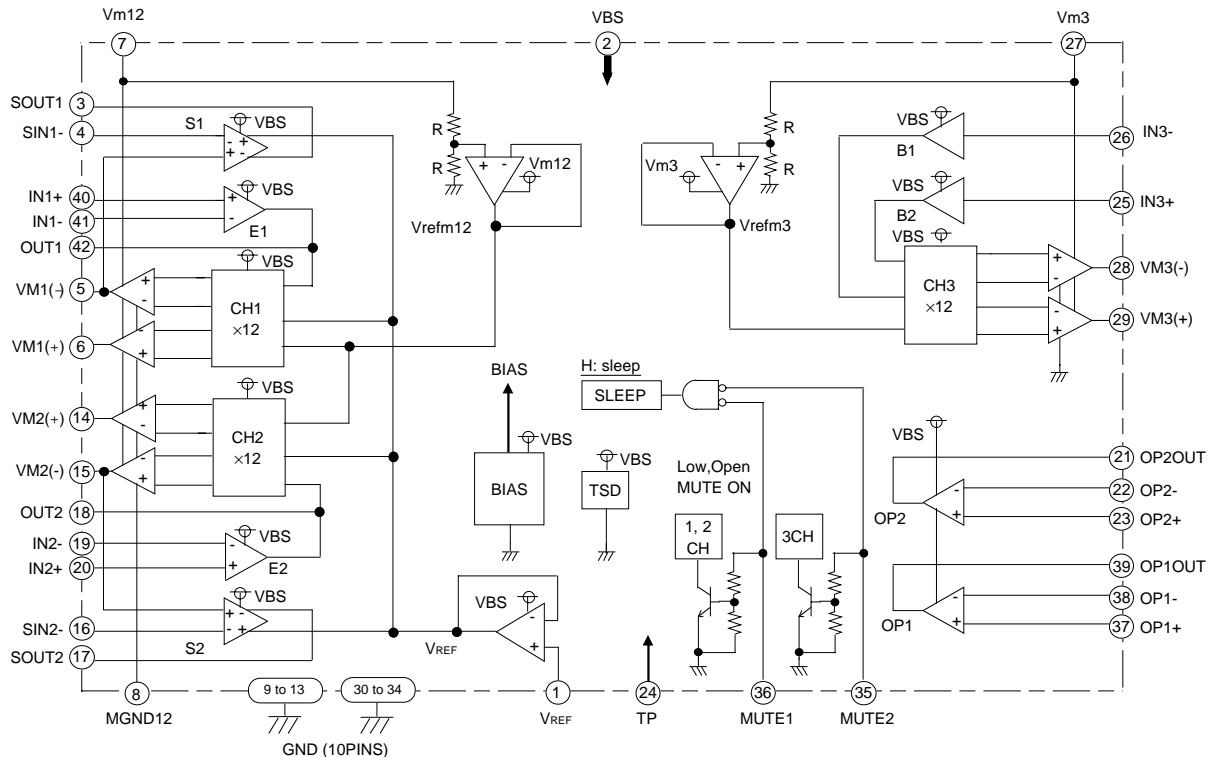 Vm12
VBS
Vm3
7
2
27
SOUT1 3
SIN1- 4
S1
- +
+ -
VBS
R
R
+ -
Vm12
Vrefm12
R
R
- +
Vm3
Vrefm3
VBS
B1
26 IN3-
VBS
B2
25 IN3+
IN1+ 40
IN1- 41
OUT1 42
+
-
VBS
E1
VM1(-) 5
+
-
VBS
CH1
×12
VM1(+) 6
-
+
VBS
CH3
×12
+
-
28 VM3(-)
-
+
29 VM3(+)
VM2(+) 14
+
-
VBS
CH2
×12
VM2(-) 15
-
+
OUT2 18
IN2- 19
IN2+ 20
-
+
VBS
E2
SIN2- 16
SOUT2 17
+ -
- +
VBS
S2
BIAS
VBS
BIAS
VBS
TSD
H: sleep
SLEEP
Low,Open
MUTE ON
1, 2
CH
3CH
VBS
21 OP2OUT
22 OP2-
23 OP2+
-
+
OP2
39 OP1OUT
38 OP1-
37 OP1+
-
+
OP1
VBS
-
+
VREF
8
MGND12
9 to 13
30 to 34
GND (10PINS)
1
VREF
24
TP
36
MUTE1
35
MUTE2